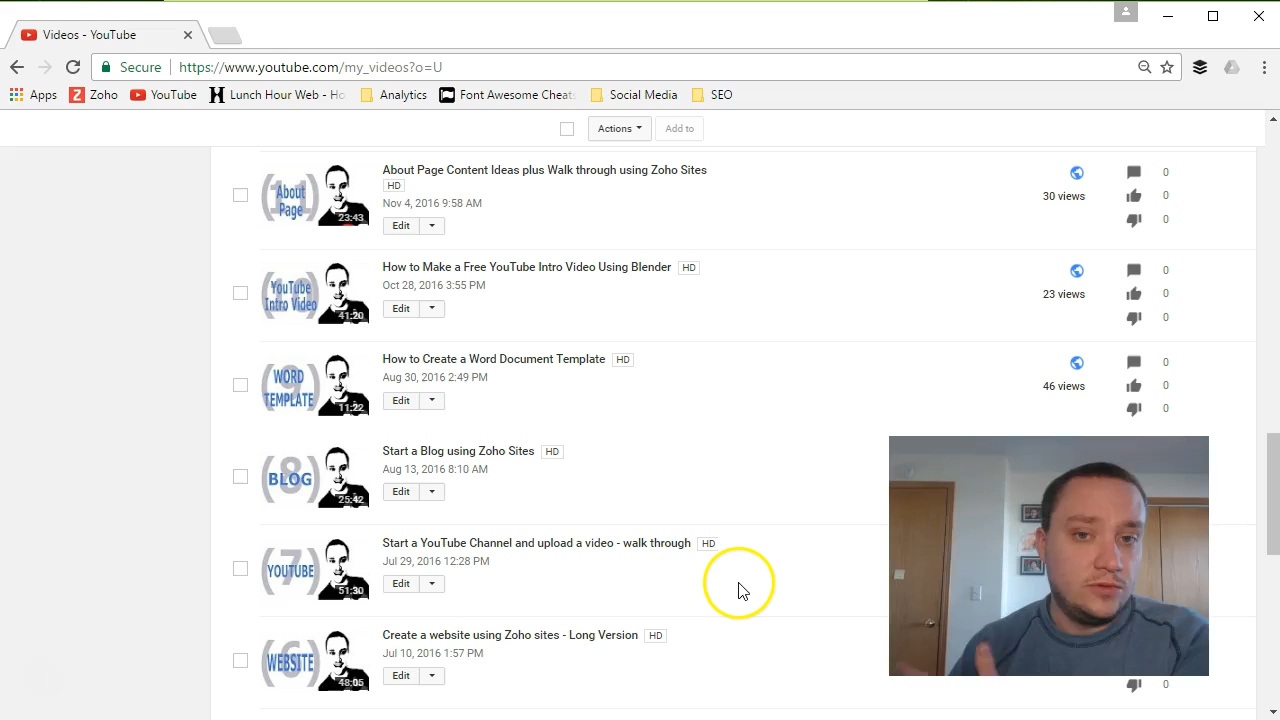 Videos - YouTube
Secure https://www.youtube.com/my_videos?o=U
Apps Zoho YouTube Lunch Hour Web - Ho Analytics Font Awesome Cheats Social Media SEO
Actions Add to
About Page Content Ideas plus Walk through using Zoho Sites
HD
Nov 4, 2016 9:58 AM
Edit
(11)
About
Page
23:43
30 views
0
0
0
How to Make a Free YouTube Intro Video Using Blender HD
Oct 28, 2016 3:55 PM
Edit
(10)
YouTube
Intro Video
41:20
23 views
0
0
0
How to Create a Word Document Template HD
Aug 30, 2016 2:49 PM
Edit
(9)
WORD
TEMPLATE
11:22
46 views
0
0
0
Start a Blog using Zoho Sites HD
Aug 13, 2016 8:10 AM
Edit
(8)
BLOG
25:42
Start a YouTube Channel and upload a video - walk through HD
Jul 29, 2016 12:28 PM
Edit
(7)
YOUTUBE
51:30
Create a website using Zoho sites - Long Version HD
Jul 10, 2016 1:57 PM
Edit
(6)
WEBSITE
48:05
0